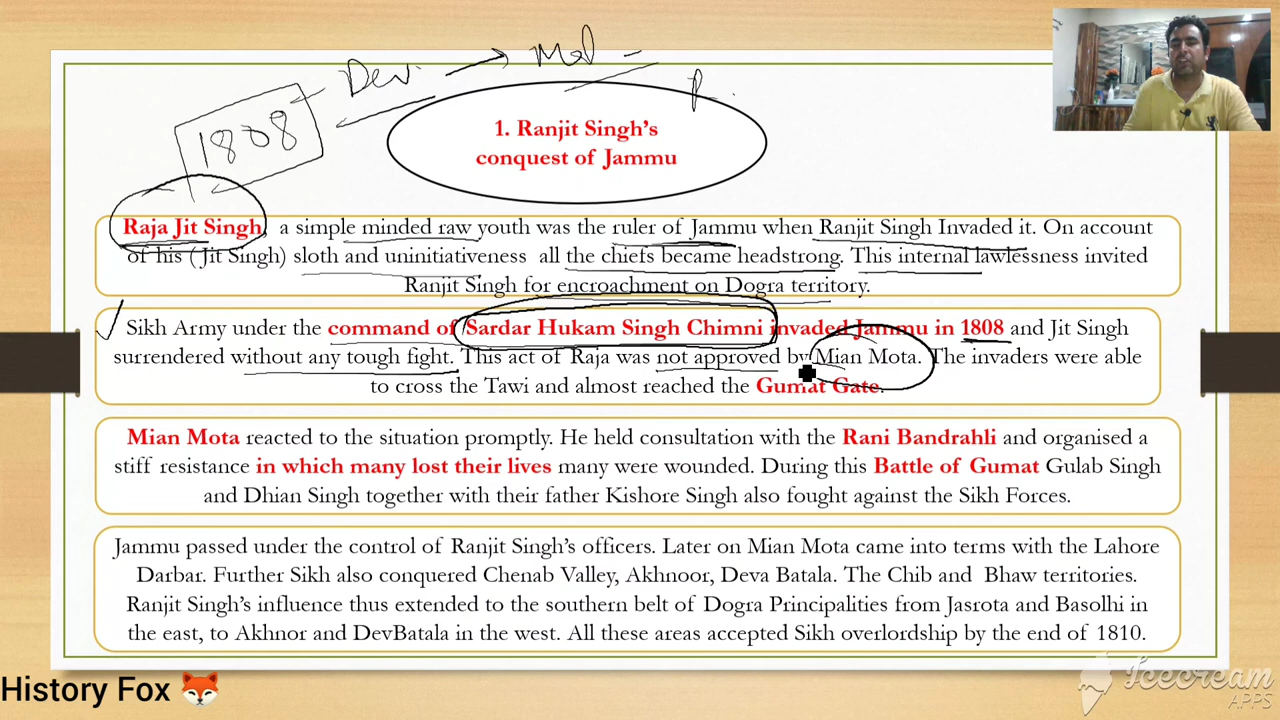 Dev. → Mod =
P.
1808
1. Ranjit Singh's
conquest of Jammu
Raja Jit Singh, a simple minded raw youth was the ruler of Jammu when Ranjit Singh Invaded it. On account
of his ( Jit Singh) sloth and uninitiativeness all the chiefs became headstrong. This internal lawlessness invited
Ranjit Singh for encroachment on Dogra territory.
Sikh Army under the command of Sardar Hukam Singh Chimni invaded Jammu in 1808 and Jit Singh
surrendered without any tough fight. This act of Raja was not approved by Mian Mota. The invaders were able
to cross the Tawi and almost reached the Gumat Gate.
Mian Mota reacted to the situation promptly. He held consultation with the Rani Bandrahli and organised a
stiff resistance in which many lost their lives many were wounded. During this Battle of Gumat Gulab Singh
and Dhian Singh together with their father Kishore Singh also fought against the Sikh Forces.
Jammu passed under the control of Ranjit Singh's officers. Later on Mian Mota came into terms with the Lahore
Darbar. Further Sikh also conquered Chenab Valley, Akhnoor, Deva Batala. The Chib and Bhaw territories.
Ranjit Singh's influence thus extended to the southern belt of Dogra Principalities from Jasrota and Basolhi in
the east, to Akhnor and DevBatala in the west. All these areas accepted Sikh overlordship by the end of 1810.
History Fox 🦊
Icecream
APPS